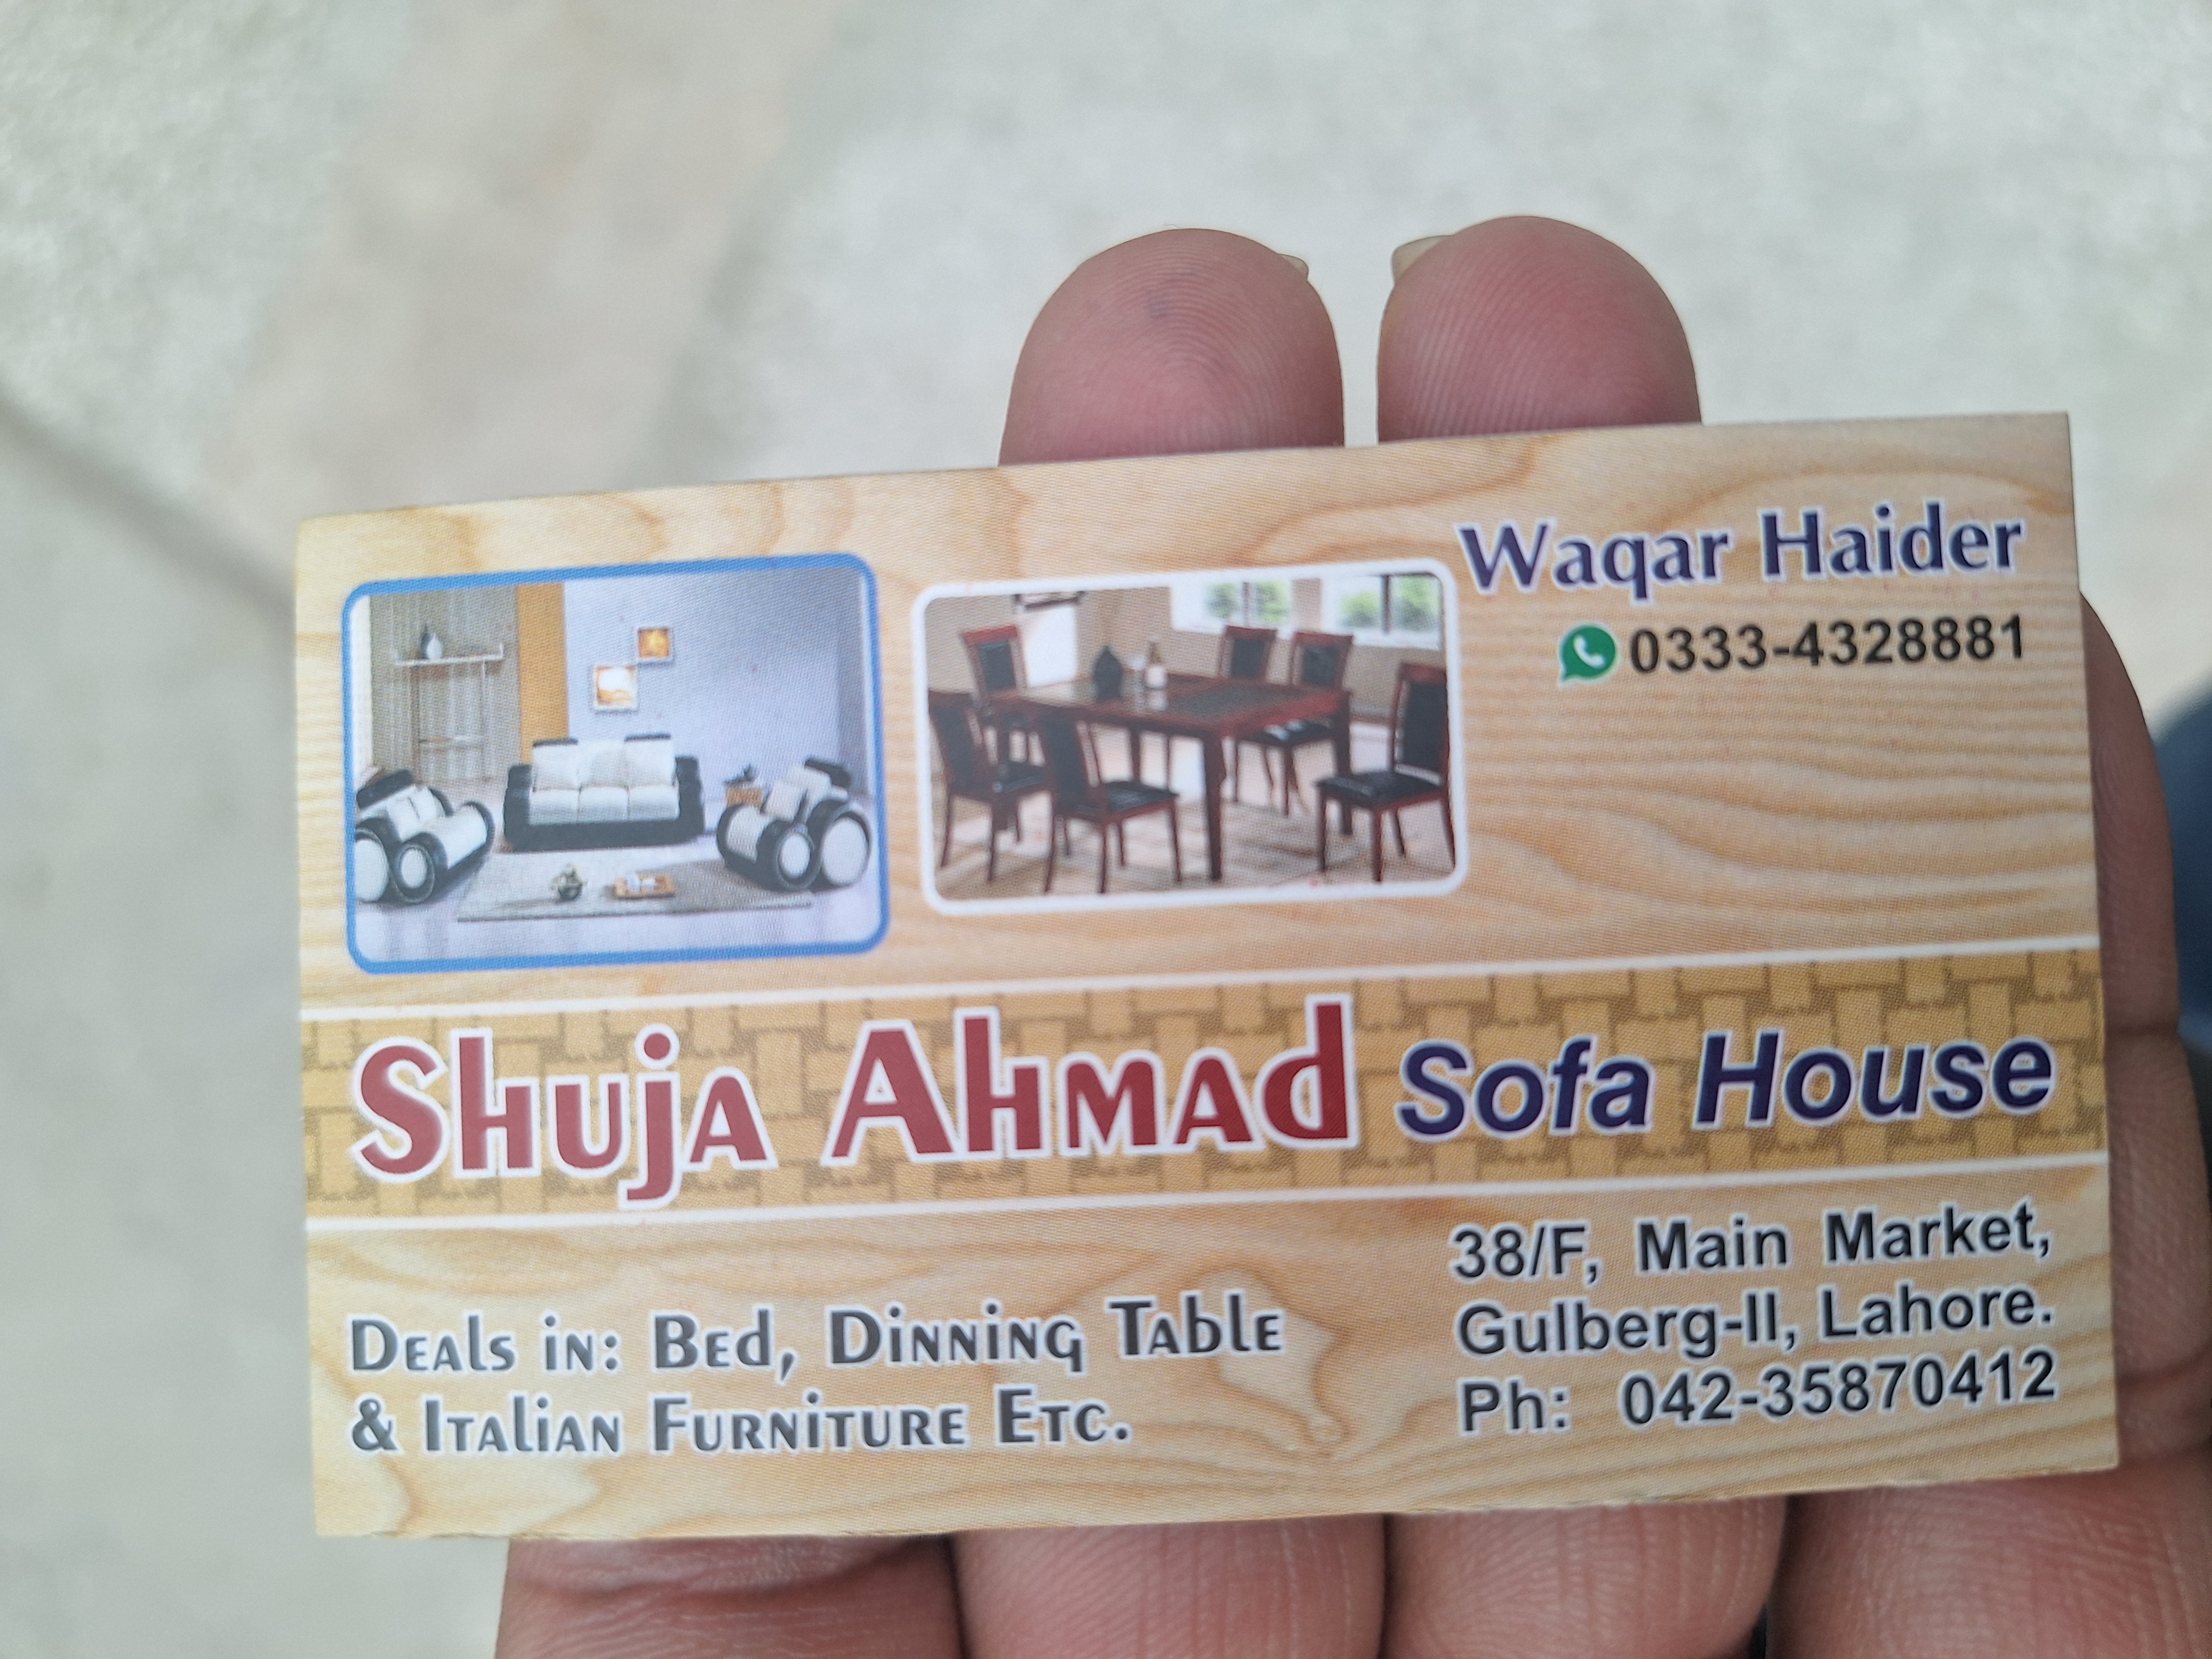 Waqar Haider
0333-4328881
Shuja Ahmad Sofa House
Deals in: Bed, Dinning Table
& Italian Furniture Etc.
38/F, Main Market,
Gulberg-II, Lahore.
Ph: 042-35870412